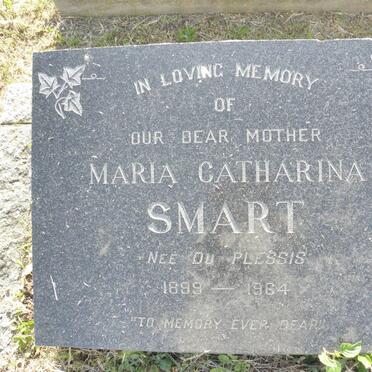 IN LOVING MEMORY
OF
OUR DEAR MOTHER
MARIA CATHARINA
SMART
NEE DU PLESSIS
1899 — 1964
"TO MEMORY EVER DEAR"